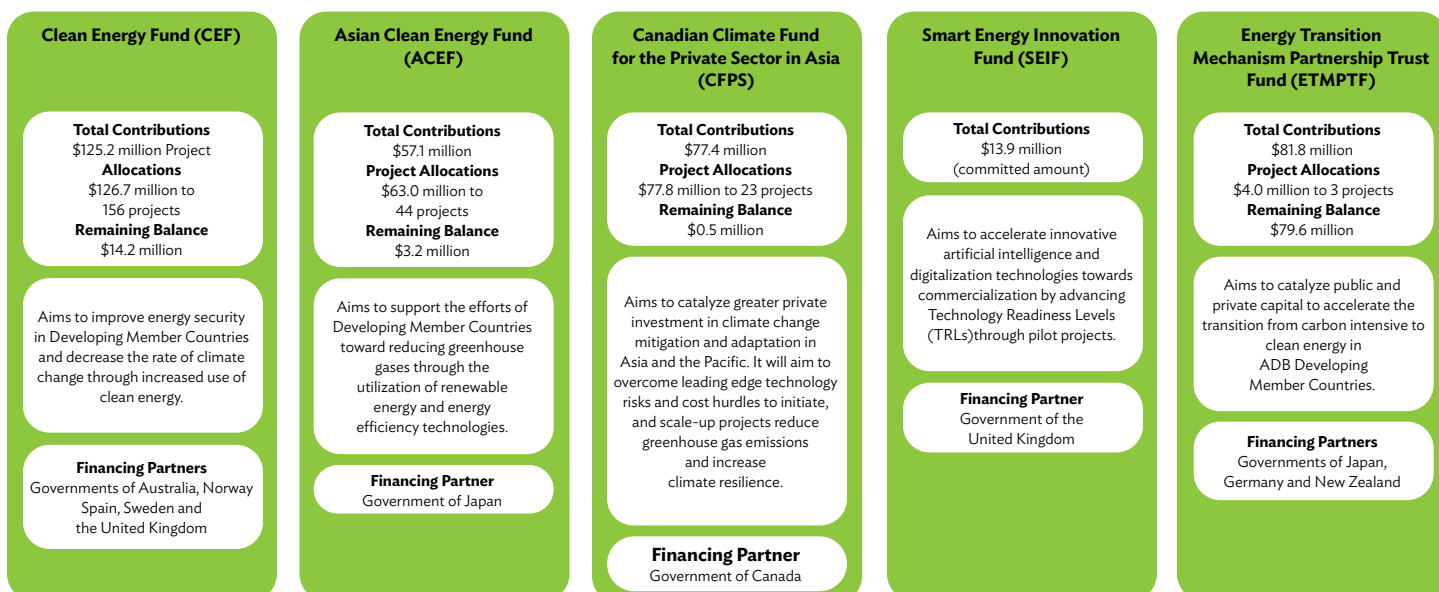 Clean Energy Fund (CEF)
Total Contributions
$125.2 million Project
Allocations
$126.7 million to
156 projects
Remaining Balance
$14.2 million
Aims to improve energy security
in Developing Member Countries
and decrease the rate of climate
change through increased use of
clean energy.
Financing Partners
Governments of Australia, Norway
Spain, Sweden and
the United Kingdom
Asian Clean Energy Fund
(ACEF)
Total Contributions
$57.1 million
Project Allocations
$63.0 million to
44 projects
Remaining Balance
$3.2 million
Aims to support the efforts of
Developing Member Countries
toward reducing greenhouse
gases through the
utilization of renewable
energy and energy
efficiency technologies.
Financing Partner
Government of Japan
Canadian Climate Fund
for the Private Sector in Asia
(CFPS)
Total Contributions
$77.4 million
Project Allocations
$77.8 million to 23 projects
Remaining Balance
$0.5 million
Aims to catalyze greater private
investment in climate change
mitigation and adaptation in
Asia and the Pacific. It will aim to
overcome leading edge technology
risks and cost hurdles to initiate,
and scale-up projects reduce
greenhouse gas emissions
and increase
climate resilience.
Financing Partner
Government of Canada
Smart Energy Innovation
Fund (SEIF)
Total Contributions
$13.9 million
(committed amount)
Aims to accelerate innovative
artificial intelligence and
digitalization technologies towards
commercialization by advancing
Technology Readiness Levels
(TRLs)through pilot projects.
Financing Partner
Government of the
United Kingdom
Energy Transition
Mechanism Partnership Trust
Fund (ETMPTF)
Total Contributions
$81.8 million
Project Allocations
$4.0 million to 3 projects
Remaining Balance
$79.6 million
Aims to catalyze public and
private capital to accelerate the
transition from carbon intensive to
clean energy in
ADB Developing
Member Countries.
Financing Partners
Governments of Japan,
Germany and New Zealand